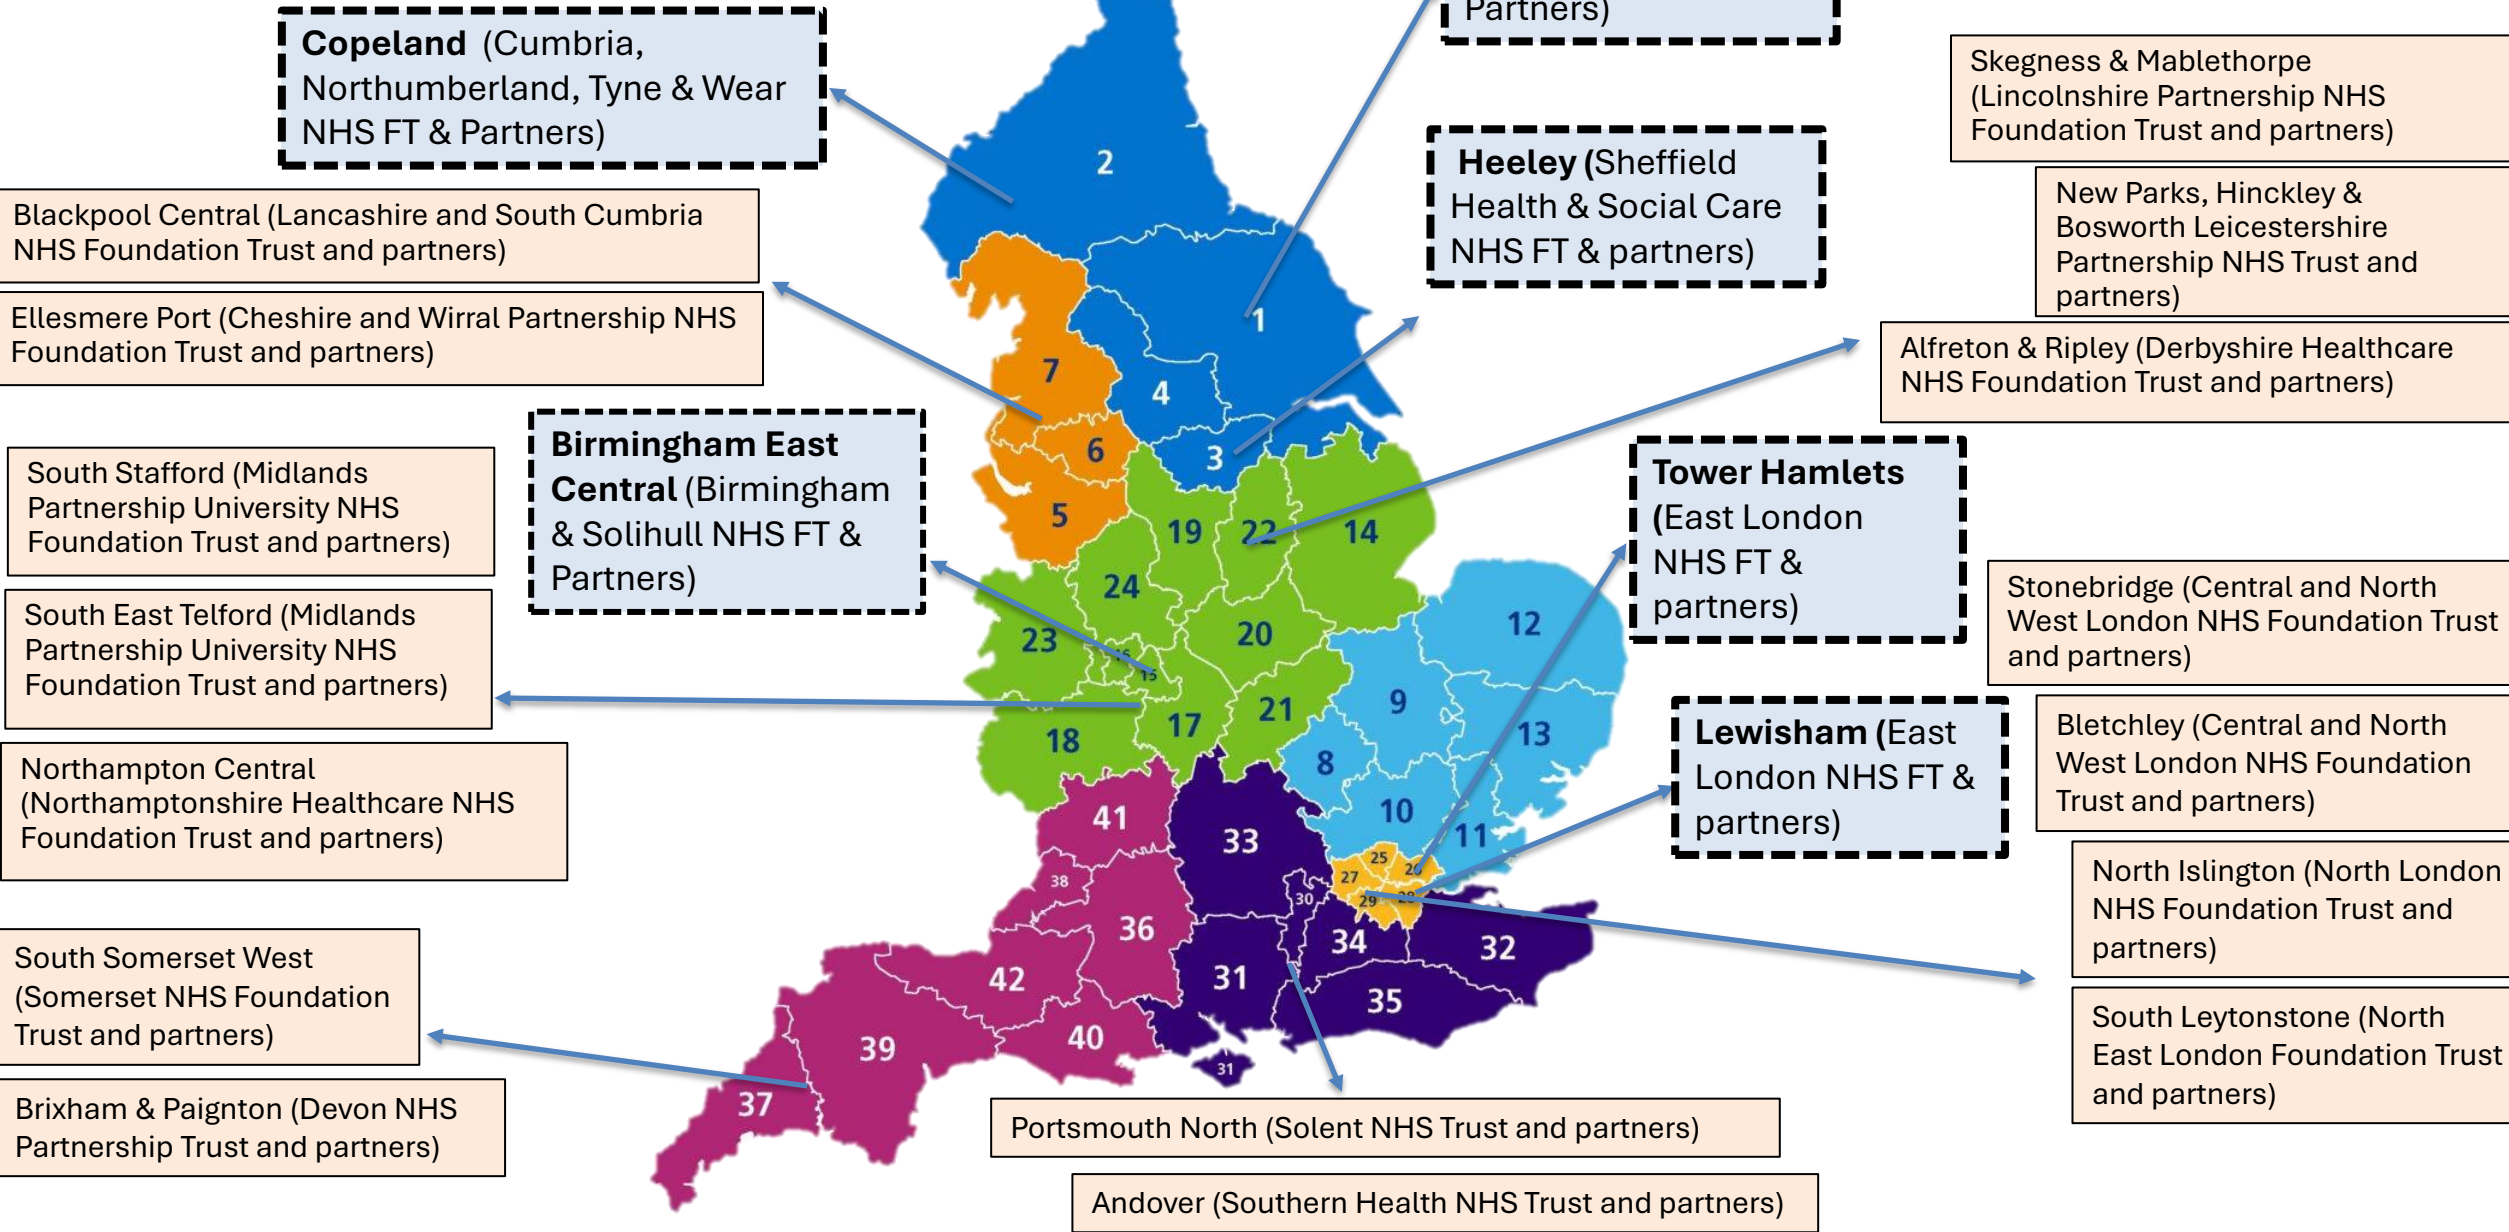 Partners)
Copeland (Cumbria,
Northumberland, Tyne & Wear
NHS FT & Partners)
Skegness & Mablethorpe
(Lincolnshire Partnership NHS
Foundation Trust and partners)
Heeley (Sheffield
Health & Social Care
NHS FT & partners)
New Parks, Hinckley &
Bosworth Leicestershire
Partnership NHS Trust and
partners)
Blackpool Central (Lancashire and South Cumbria
NHS Foundation Trust and partners)
Ellesmere Port (Cheshire and Wirral Partnership NHS
Foundation Trust and partners)
Alfreton & Ripley (Derbyshire Healthcare
NHS Foundation Trust and partners)
Birmingham East
Central (Birmingham
& Solihull NHS FT &
Partners)
Tower Hamlets
(East London
NHS FT &
partners)
South Stafford (Midlands
Partnership University NHS
Foundation Trust and partners)
South East Telford (Midlands
Partnership University NHS
Foundation Trust and partners)
Stonebridge (Central and North
West London NHS Foundation Trust
and partners)
Lewisham (East
London NHS FT &
partners)
Bletchley (Central and North
West London NHS Foundation
Trust and partners)
Northampton Central
(Northamptonshire Healthcare NHS
Foundation Trust and partners)
North Islington (North London
NHS Foundation Trust and
partners)
South Somerset West
(Somerset NHS Foundation
Trust and partners)
South Leytonstone (North
East London Foundation Trust
and partners)
Brixham & Paignton (Devon NHS
Partnership Trust and partners)
Portsmouth North (Solent NHS Trust and partners)
Andover (Southern Health NHS Trust and partners)
2
1
7
4
6
3
5
19
22
14
24
12
23
20
16
15
9
21
17
13
18
8
10
41
11
33
25
26
27
38
28
30
29
36
34
32
42
31
35
40
39
31
37